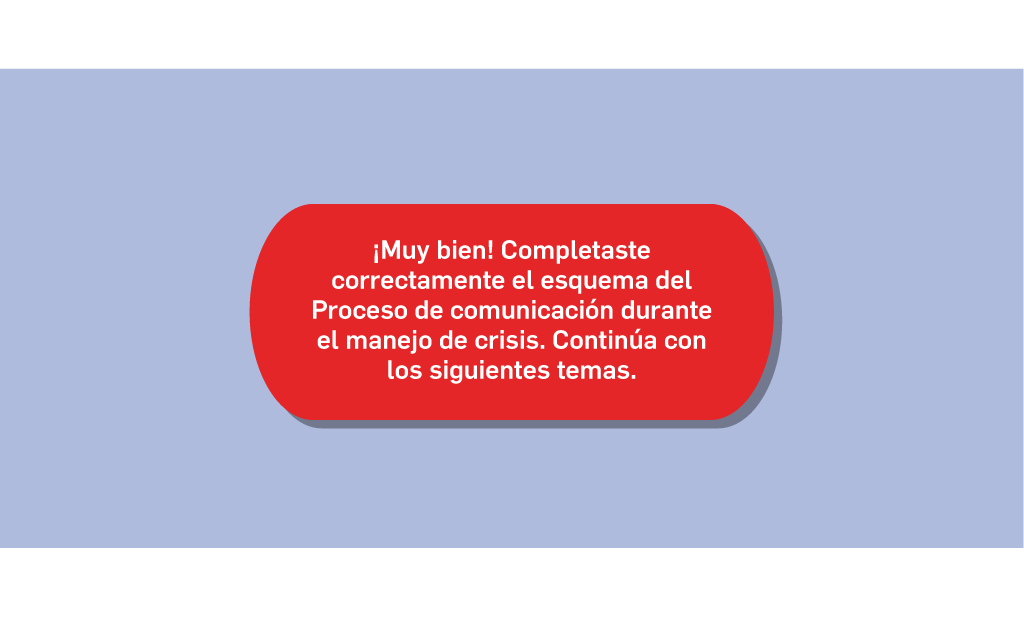 ¡Muy bien! Completaste
correctamente el esquema del
Proceso de comunicación durante
el manejo de crisis. Continúa con
los siguientes temas.